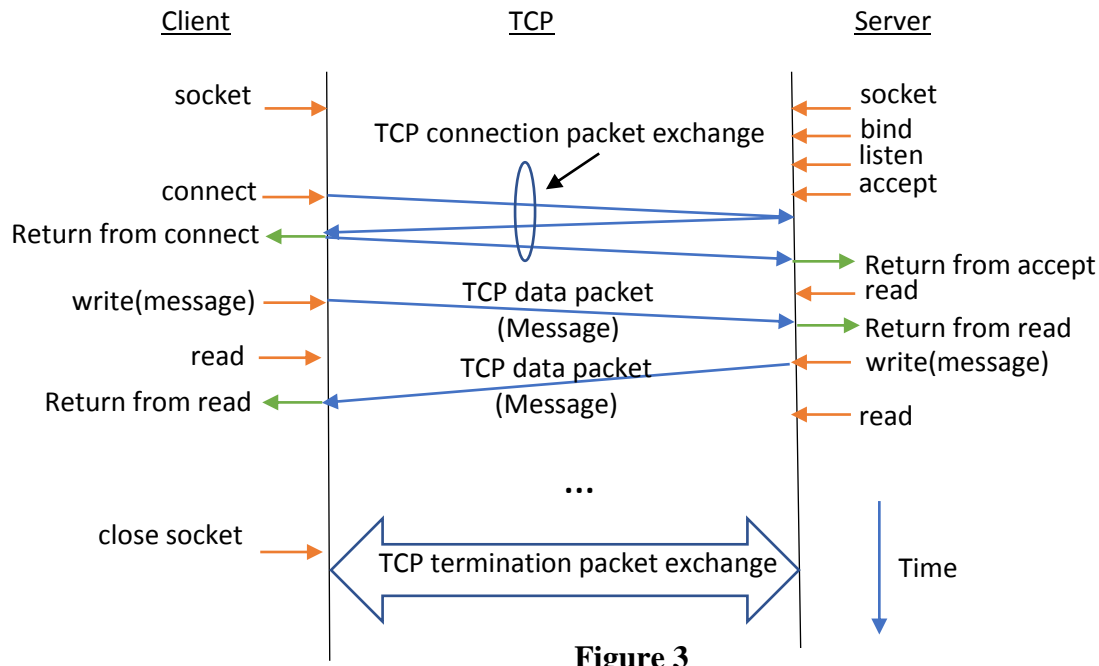 Client
TCP
Server
socket
socket
TCP connection packet exchange
bind
listen
connect
accept
Return from connect
Return from accept
write(message)
TCP data packet
(Message)
read
Return from read
read
TCP data packet
(Message)
write(message)
Return from read
read
...
close socket
TCP termination packet exchange
Time
Figure 3